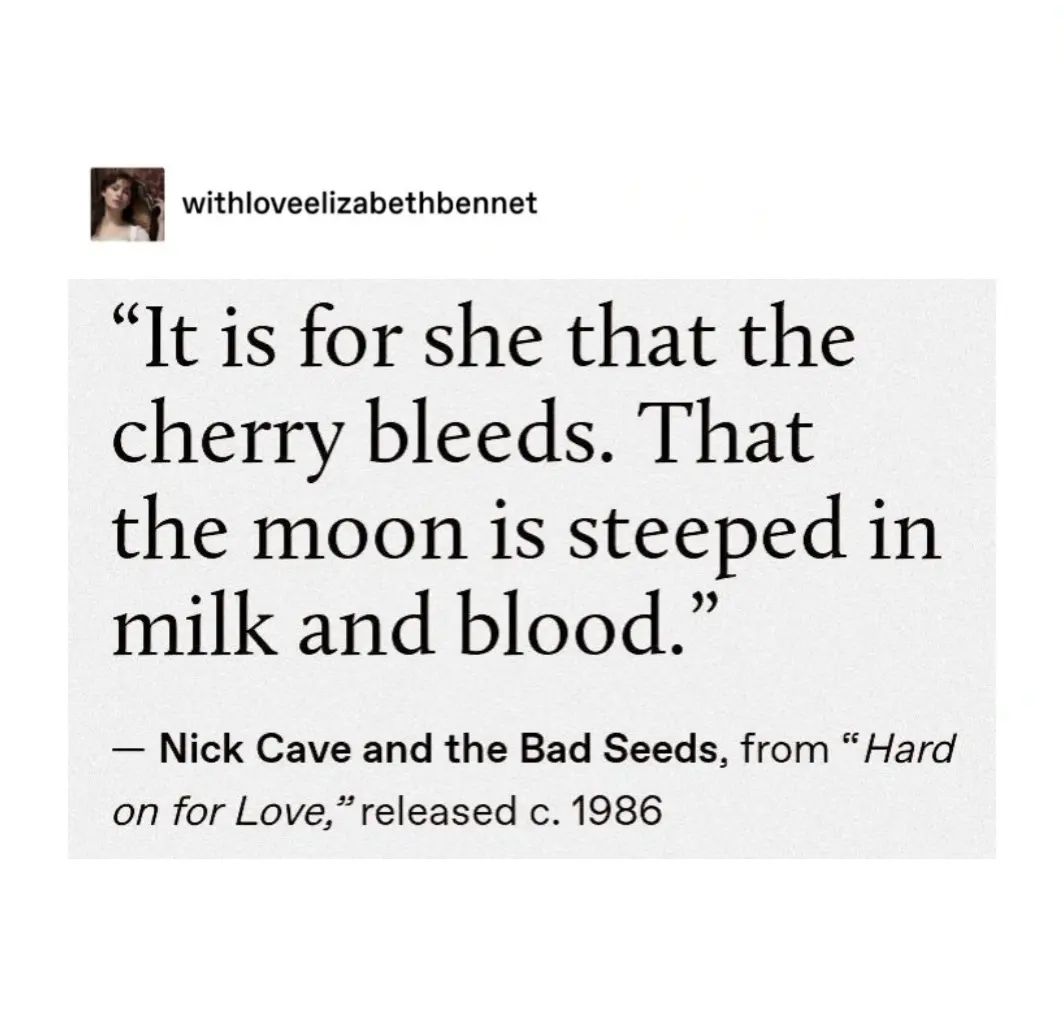 withloveelizabethbennet
“It is for she that the
cherry bleeds. That
the moon is steeped in
milk and blood.”
— Nick Cave and the Bad Seeds, from “Hard
on for Love,” released c. 1986